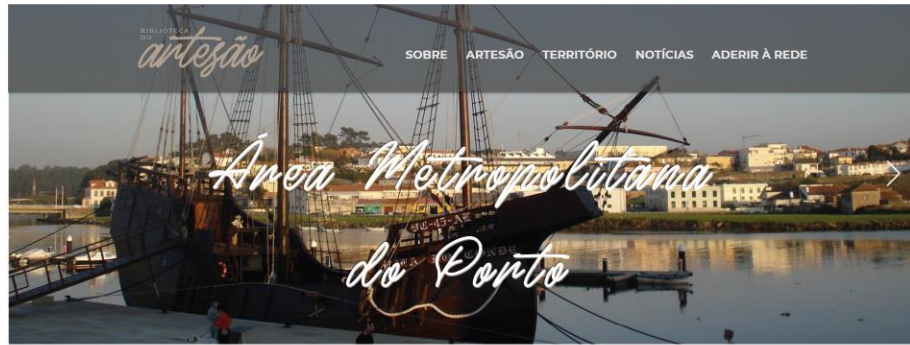 BIBLIOTECA
DO
artesão
SOBRE ARTESÃO TERRITÓRIO NOTÍCIAS ADERIR À REDE
Área Metropolitana
do Porto